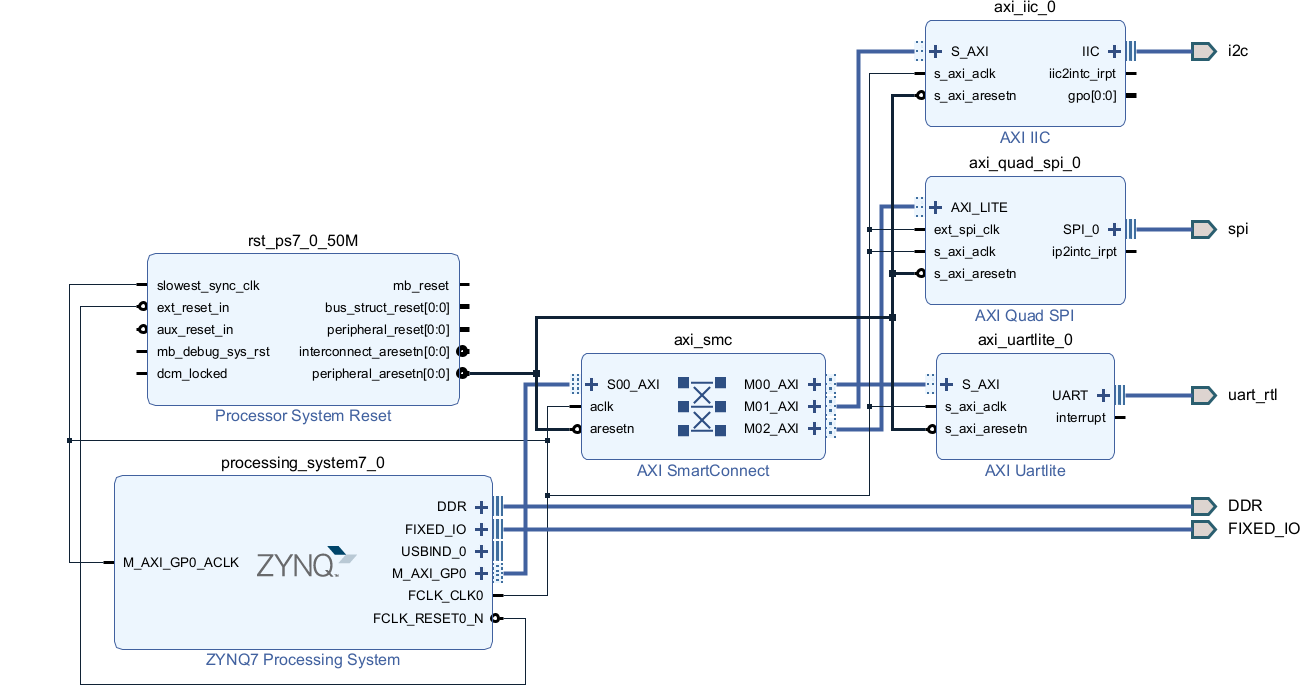 axi_iic_0
S_AXI
s_axi_aclk
s_axi_aresetn
IIC
iic2intc_irpt
gpo[0:0]
AXI IIC
i2c
axi_quad_spi_0
AXI_LITE
ext_spi_clk
s_axi_aclk
s_axi_aresetn
SPI_0
ip2intc_irpt
AXI Quad SPI
spi
rst_ps7_0_50M
slowest_sync_clk
ext_reset_in
aux_reset_in
mb_debug_sys_rst
dcm_locked
mb_reset
bus_struct_reset[0:0]
peripheral_reset[0:0]
interconnect_aresetn[0:0]
peripheral_aresetn[0:0]
Processor System Reset
axi_smc
S00_AXI
aclk
aresetn
M00_AXI
M01_AXI
M02_AXI
AXI SmartConnect
axi_uartlite_0
S_AXI
s_axi_aclk
s_axi_aresetn
UART
interrupt
AXI Uartlite
uart_rtl
processing_system7_0
M_AXI_GP0_ACLK
ZYNQ
DDR
FIXED_IO
USBIND_0
M_AXI_GP0
FCLK_CLK0
FCLK_RESET0_N
ZYNQ7 Processing System
DDR
FIXED_IO